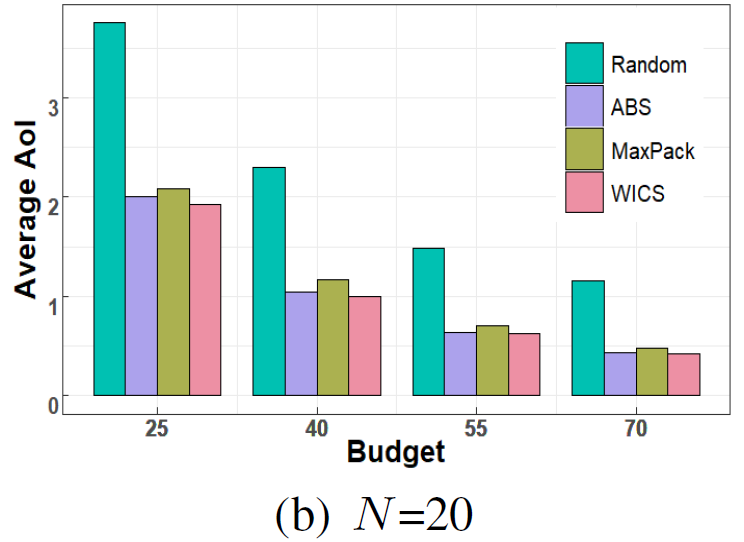 Average AoI
3
2
1
0
Random
ABS
MaxPack
WICS
25 40 55 70
Budget
(b) N=20